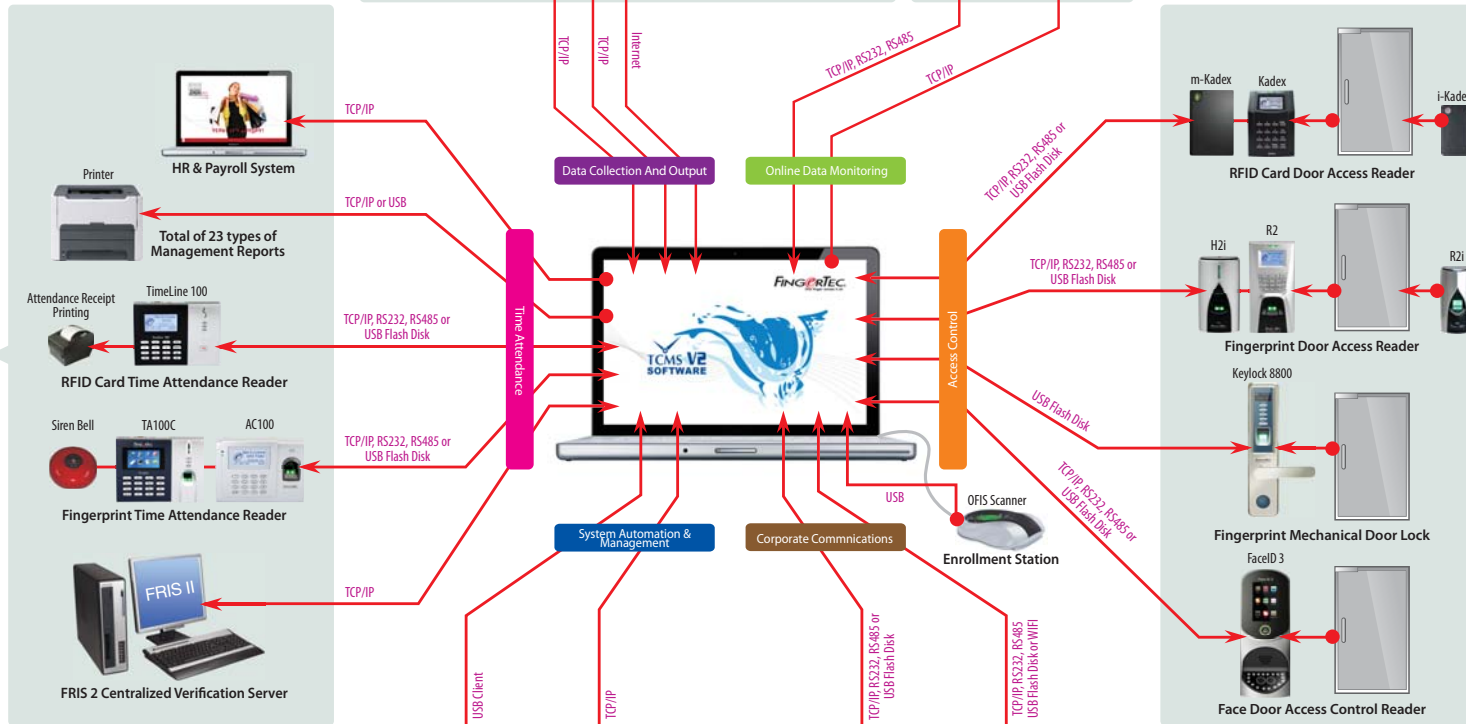 TCP/IP
TCP/IP
Internet
TCP/IP, RS232, RS485
TCP/IP
HR & Payroll System
TCP/IP
Printer
TCP/IP or USB
Total of 23 types of
Management Reports
Attendance Receipt
Printing
TimeLine 100
TCP/IP, RS232, RS485 or
USB Flash Disk
RFID Card Time Attendance Reader
Siren Bell
TA100C
AC100
TCP/IP, RS232, RS485 or
USB Flash Disk
Fingerprint Time Attendance Reader
FRIS II
TCP/IP
FRIS 2 Centralized Verification Server
Time Attendance
Data Collection And Output
Online Data Monitoring
FINGERTEC
TCMS V2
SOFTWARE
Access Control
System Automation &
Management
Corporate Commnications
USB
OFIS Scanner
Enrollment Station
USB Client
TCP/IP
TCP/IP, RS232, RS485 or
USB Flash Disk
TCP/IP, RS232, RS485
USB Flash Disk or WIFI
TCP/IP, RS232, RS485 or
USB Flash Disk
m-Kadex
Kadex
i-Kade
RFID Card Door Access Reader
TCP/IP, RS232, RS485 or
USB Flash Disk
H2i
R2
R2i
Fingerprint Door Access Reader
USB Flash Disk
Keylock 8800
Fingerprint Mechanical Door Lock
TCP/IP, RS232, RS485 or
USB Flash Disk
FaceID 3
Face Door Access Control Reader